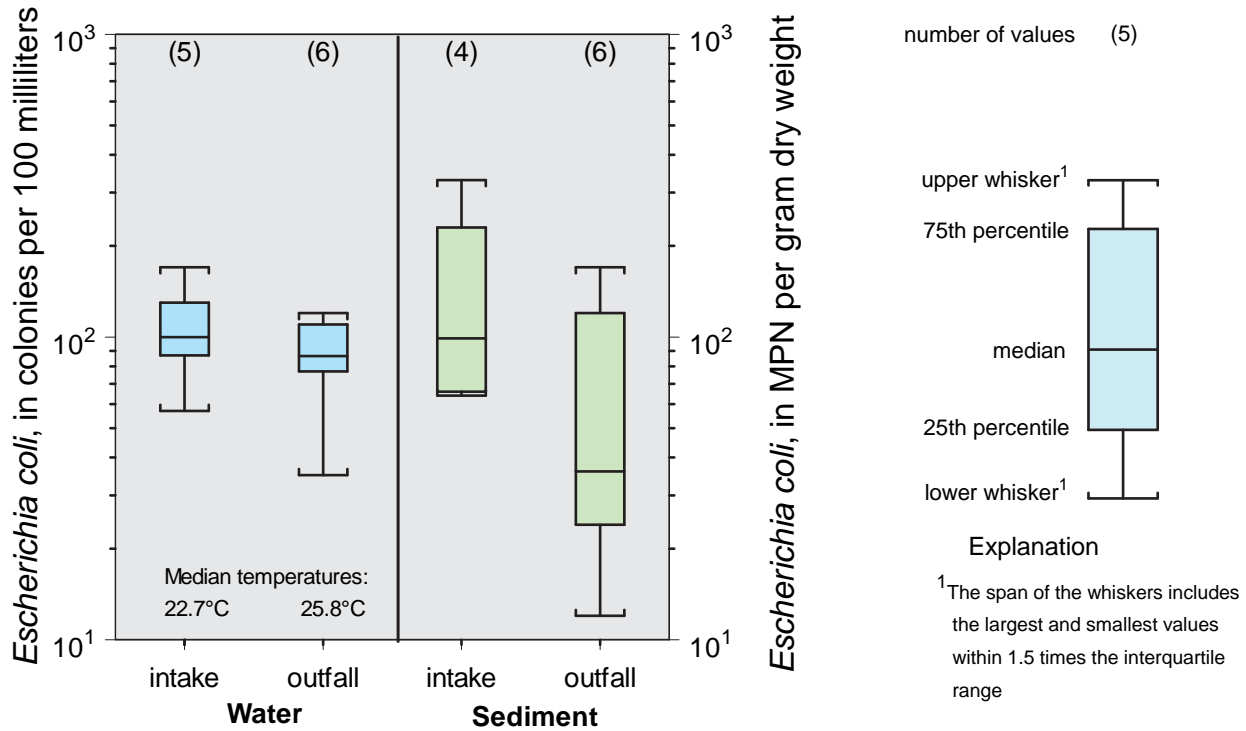 Escherichia coli, in colonies per 100 milliliters
10³
10²
10¹
(5)
(6)
(4)
(6)
Median temperatures:
22.7°C 25.8°C
intake outfall intake outfall
Water Sediment
10³
10²
10¹
Escherichia coli, in MPN per gram dry weight
number of values (5)
upper whisker¹
75th percentile
median
25th percentile
lower whisker¹
Explanation
¹The span of the whiskers includes
the largest and smallest values
within 1.5 times the interquartile
range